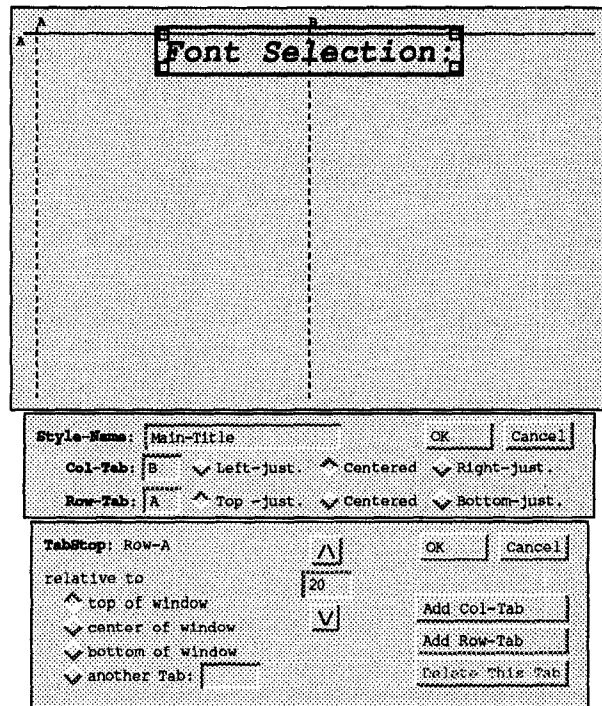 A B
A
Font Selection:
Style-Name: Main-Title OK Cancel
Col-Tab: B Left-just. Centered Right-just.
Row-Tab: A Top -just. Centered Bottom-just.
TabStop: Row-A /\ OK Cancel
relative to 20
top of window \/ Add Col-Tab
center of window Add Row-Tab
bottom of window
another Tab: Delete This Tab